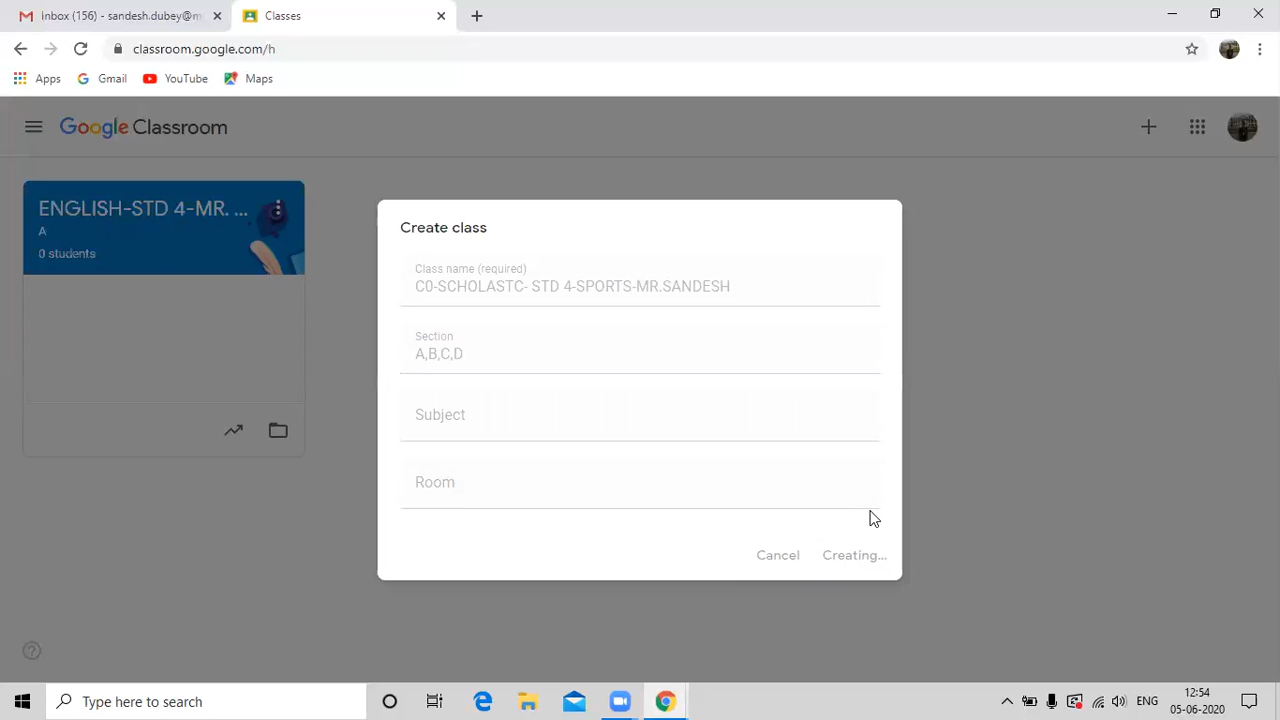 inbox (156) - sandesh.dubey@m
Classes
classroom.google.com/h
Apps
Gmail
YouTube
Maps
Google Classroom
ENGLISH-STD 4-MR. ...
A
0 students
Create class
Class name (required)
C0-SCHOLASTC- STD 4-SPORTS-MR.SANDESH
Section
A,B,C,D
Subject
Room
Cancel
Creating...
Type here to search
ENG
12:54
05-06-2020